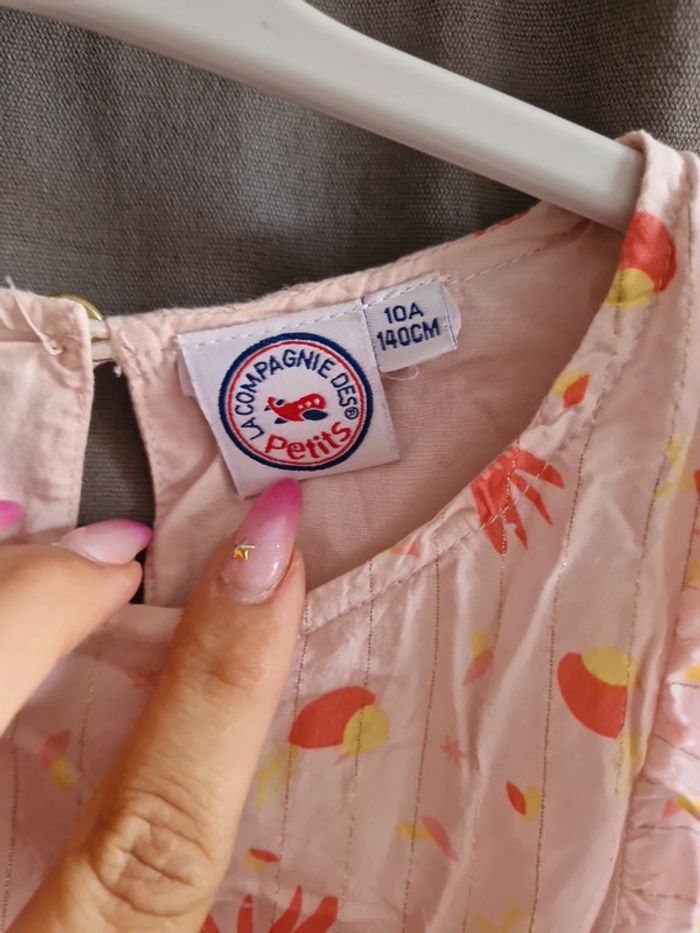 LA COMPAGNIE DES
Petits®
10A
140CM